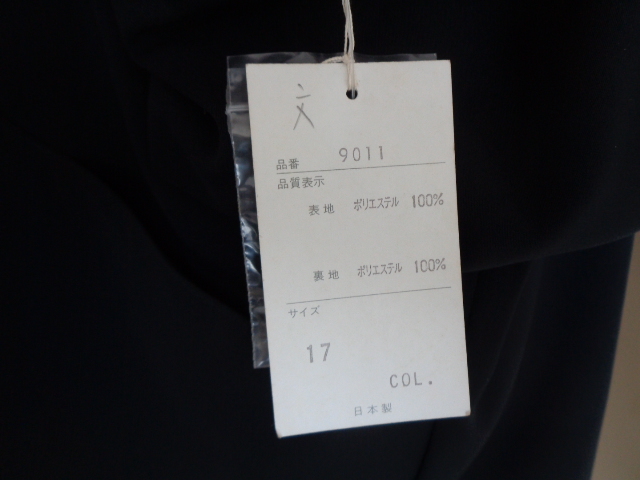 品番 9011
品質表示
表地 ポリエステル 100%
裏地 ポリエステル 100%
サイズ
17
COL.
日本製